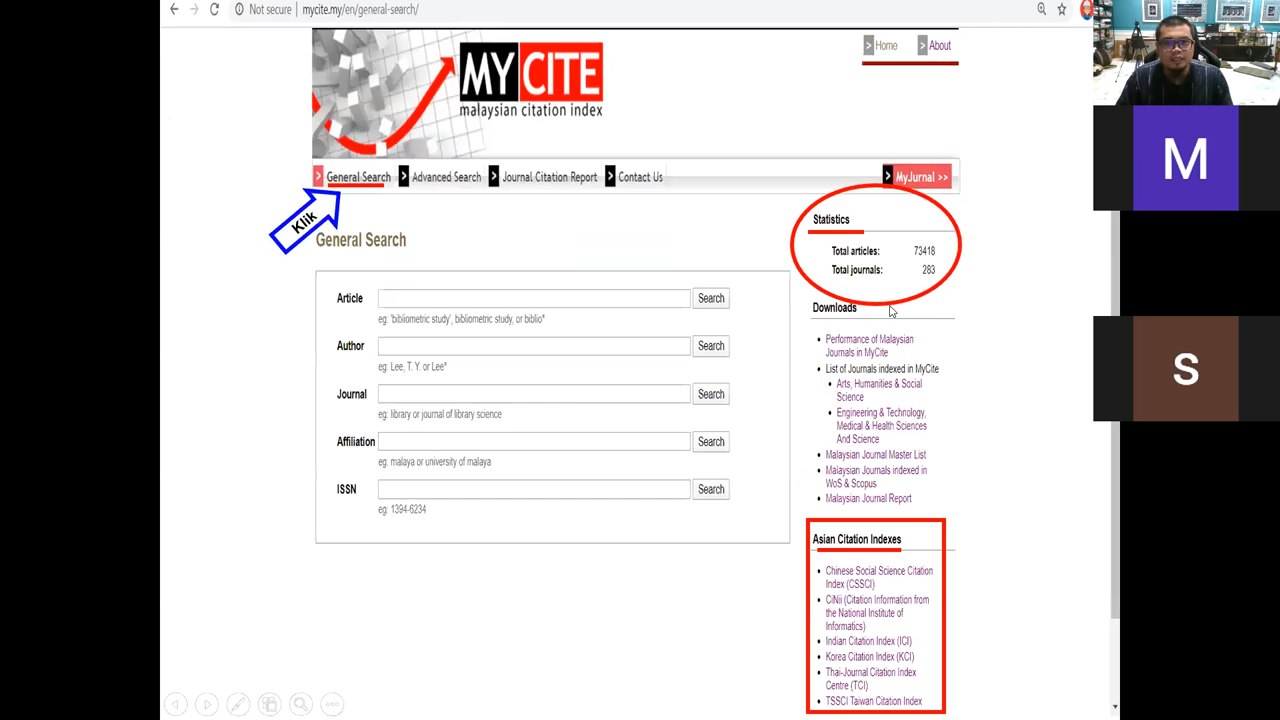 Not secure | mycite.my/en/general-search/
Home
About
MY CITE
malaysian citation index
General Search
Advanced Search
Journal Citation Report
Contact Us
MyJurnal >>
Klik
General Search
Article
Search
eg: 'bibliometric study', bibliometric study, or biblio*
Author
Search
eg: Lee, T. Y. or Lee*
Journal
Search
eg: library or journal of library science
Affiliation
Search
eg: malaya or university of malaya
ISSN
Search
eg: 1394-6234
Statistics
Total articles: 73418
Total journals: 283
Downloads
Performance of Malaysian
Journals in MyCite
List of Journals indexed in MyCite
Arts, Humanities & Social
Science
Engineering & Technology,
Medical & Health Sciences
And Science
Malaysian Journal Master List
Malaysian Journals indexed in
WoS & Scopus
Malaysian Journal Report
Asian Citation Indexes
Chinese Social Science Citation
Index (CSSCI)
CiNii (Citation Information from
the National Institute of
Informatics)
Indian Citation Index (ICI)
Korea Citation Index (KCI)
Thai-Journal Citation Index
Centre (TCI)
TSSCI Taiwan Citation Index
M
S